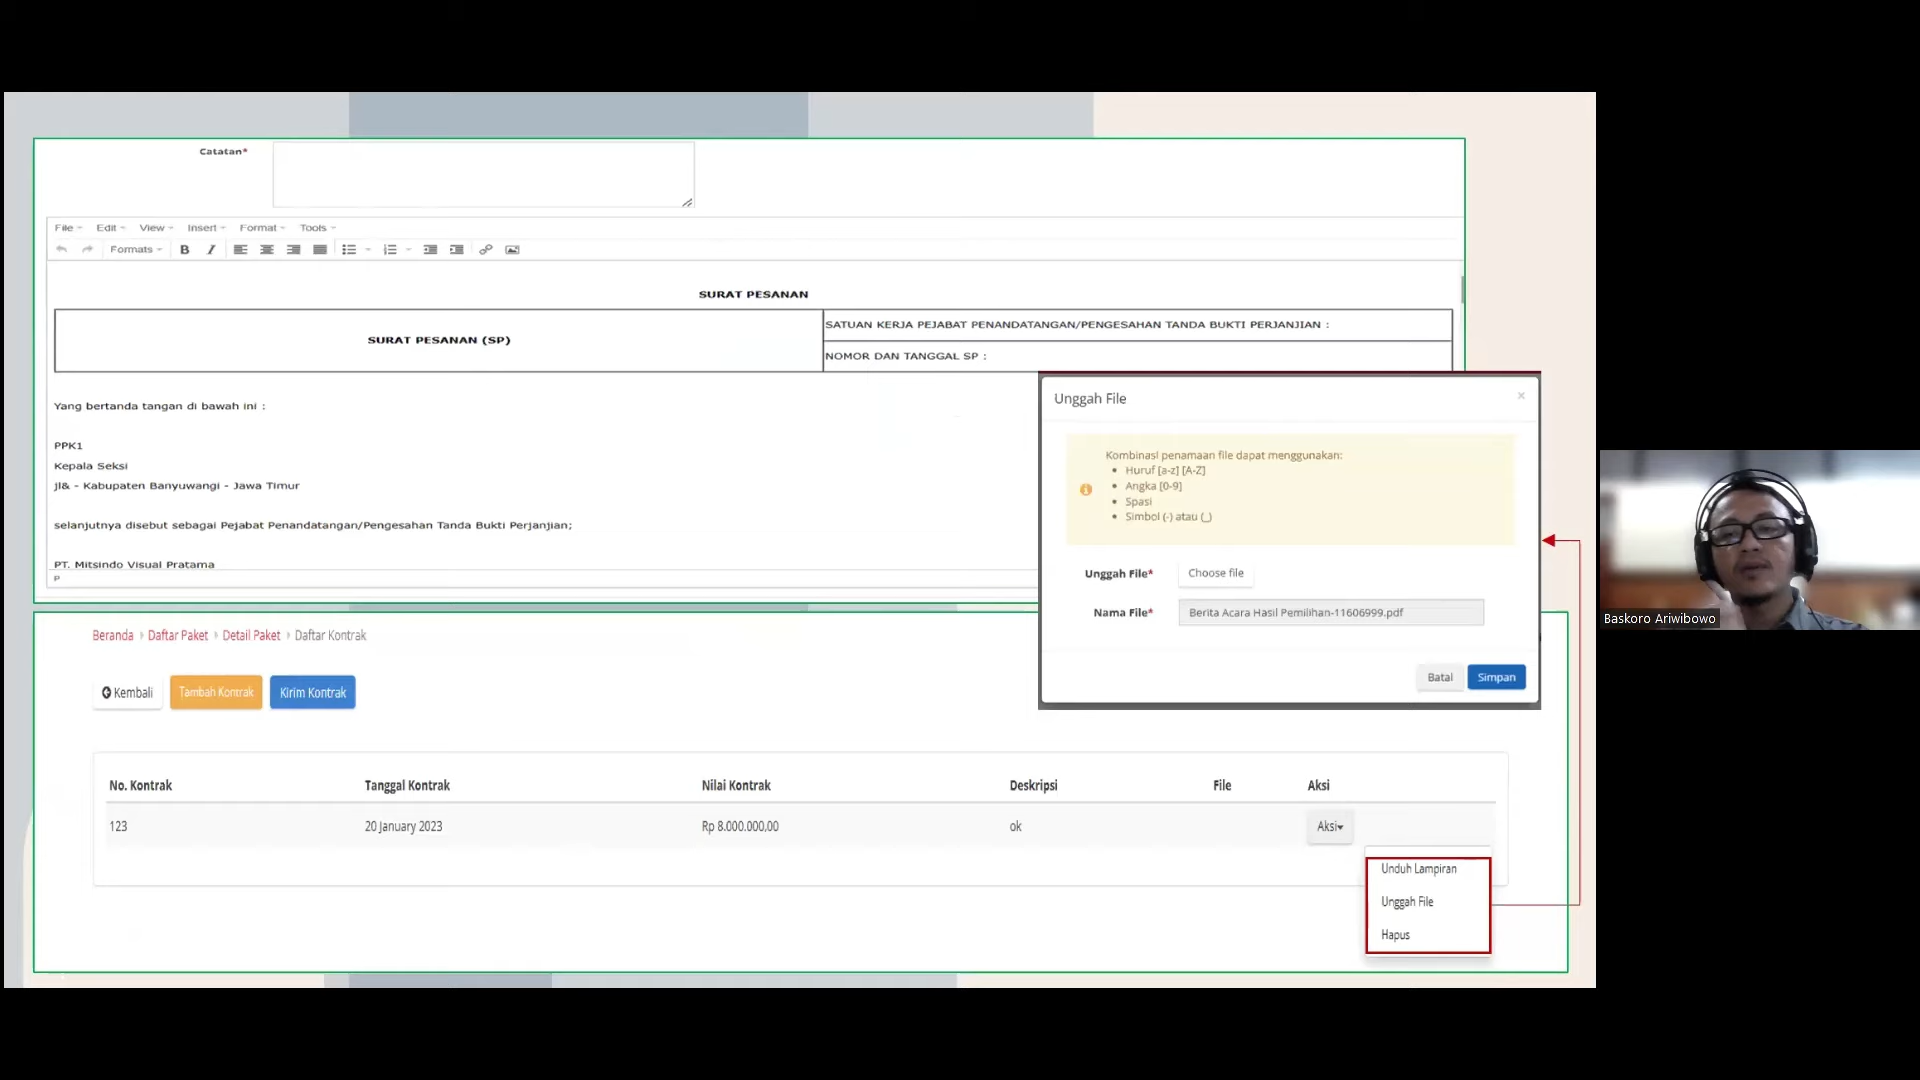 Catatan*
File Edit View Insert Format Tools
Formats B I
SURAT PESANAN
SURAT PESANAN (SP)
SATUAN KERJA PEJABAT PENANDATANGAN/PENGESAHAN TANDA BUKTI PERJANJIAN :
NOMOR DAN TANGGAL SP :
Yang bertanda tangan di bawah ini :
PPK1
Kepala Seksi
jl& - Kabupaten Banyuwangi - Jawa Timur
selanjutnya disebut sebagai Pejabat Penandatangan/Pengesahan Tanda Bukti Perjanjian;
PT. Mitsindo Visual Pratama
P
Unggah File ×
Kombinasi penamaan file dapat menggunakan:
• Huruf [a-z] [A-Z]
• Angka [0-9]
• Spasi
• Simbol (-) atau (_)
Unggah File* Choose file
Nama File* Berita Acara Hasil Pemilihan-11606999.pdf
Batal Simpan
Beranda Daftar Paket Detail Paket Daftar Kontrak
Kembali Tambah Kontrak Kirim Kontrak
No. Kontrak Tanggal Kontrak Nilai Kontrak Deskripsi File Aksi
123 20 January 2023 Rp 8.000.000,00 ok Aksi
Unduh Lampiran
Unggah File
Hapus
Baskoro Ariwibowo